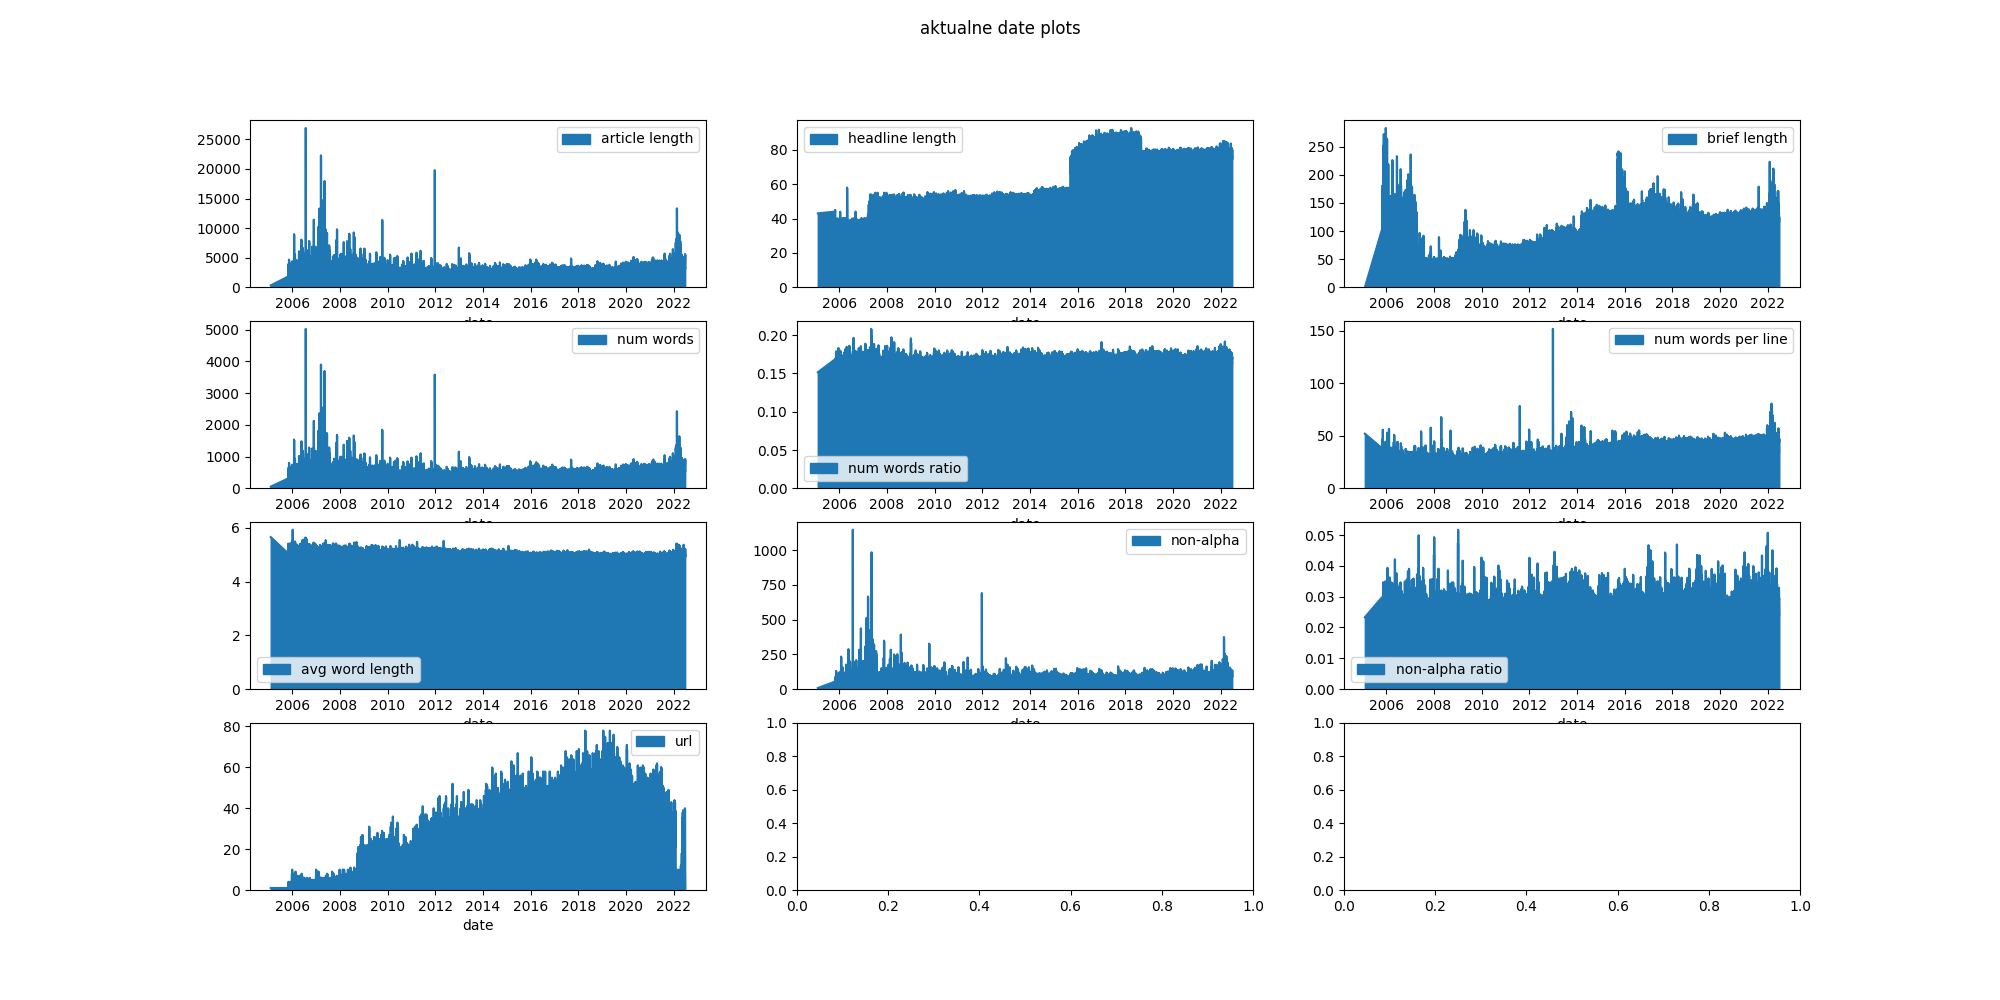 aktualne date plots
25000
20000
15000
10000
5000
0
article length
2006 2008 2010 2012 2014 2016 2018 2020 2022
date
80
60
40
20
0
headline length
2006 2008 2010 2012 2014 2016 2018 2020 2022
date
250
200
150
100
50
0
brief length
2006 2008 2010 2012 2014 2016 2018 2020 2022
date
5000
4000
3000
2000
1000
0
num words
2006 2008 2010 2012 2014 2016 2018 2020 2022
date
0.20
0.15
0.10
0.05
0.00
num words ratio
2006 2008 2010 2012 2014 2016 2018 2020 2022
date
150
100
50
0
num words per line
2006 2008 2010 2012 2014 2016 2018 2020 2022
date
6
4
2
0
avg word length
2006 2008 2010 2012 2014 2016 2018 2020 2022
date
1000
750
500
250
0
non-alpha
2006 2008 2010 2012 2014 2016 2018 2020 2022
date
0.05
0.04
0.03
0.02
0.01
0.00
non-alpha ratio
2006 2008 2010 2012 2014 2016 2018 2020 2022
date
80
60
40
20
0
url
2006 2008 2010 2012 2014 2016 2018 2020 2022
date
1.0
0.8
0.6
0.4
0.2
0.0
0.0 0.2 0.4 0.6 0.8 1.0
1.0
0.8
0.6
0.4
0.2
0.0
0.0 0.2 0.4 0.6 0.8 1.0